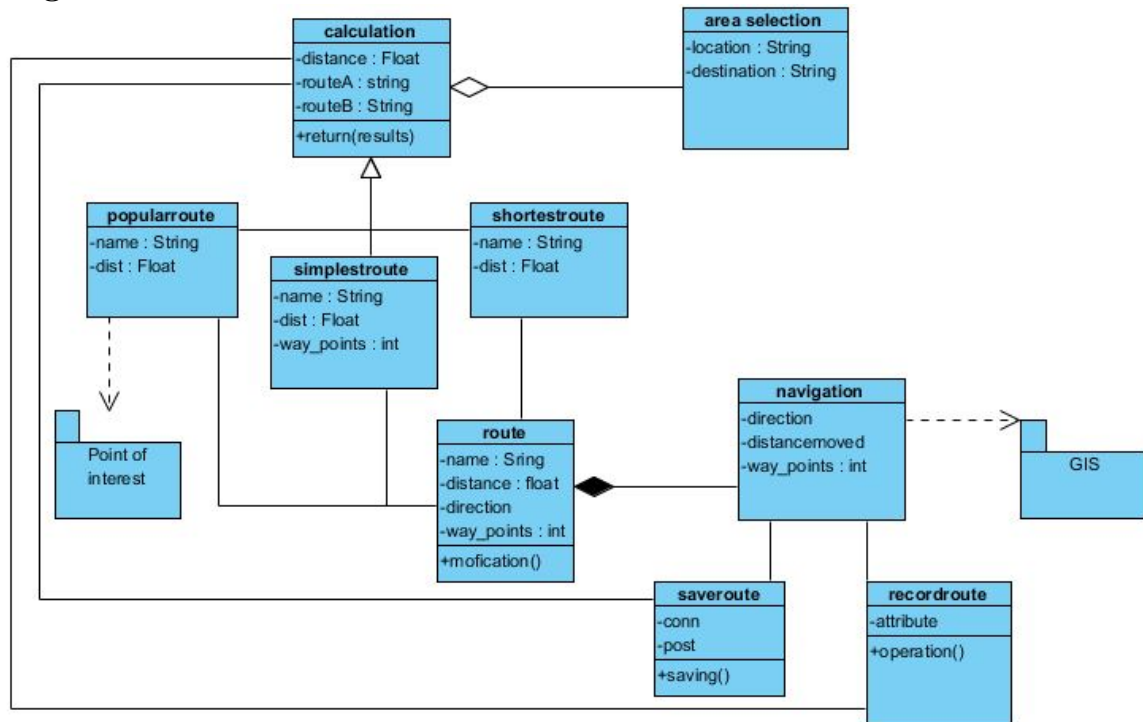 calculation
-distance : Float
-routeA : string
-routeB : String
+return(results)
area selection
-location : String
-destination : String
popularroute
-name : String
-dist : Float
simplestroute
-name : String
-dist : Float
-way_points : int
shortestroute
-name : String
-dist : Float
Point of
interest
route
-name : Sring
-distance : float
-direction
-way_points : int
+mofication()
navigation
-direction
-distancemoved
-way_points : int
GIS
saveroute
-conn
-post
+saving()
recordroute
-attribute
+operation()